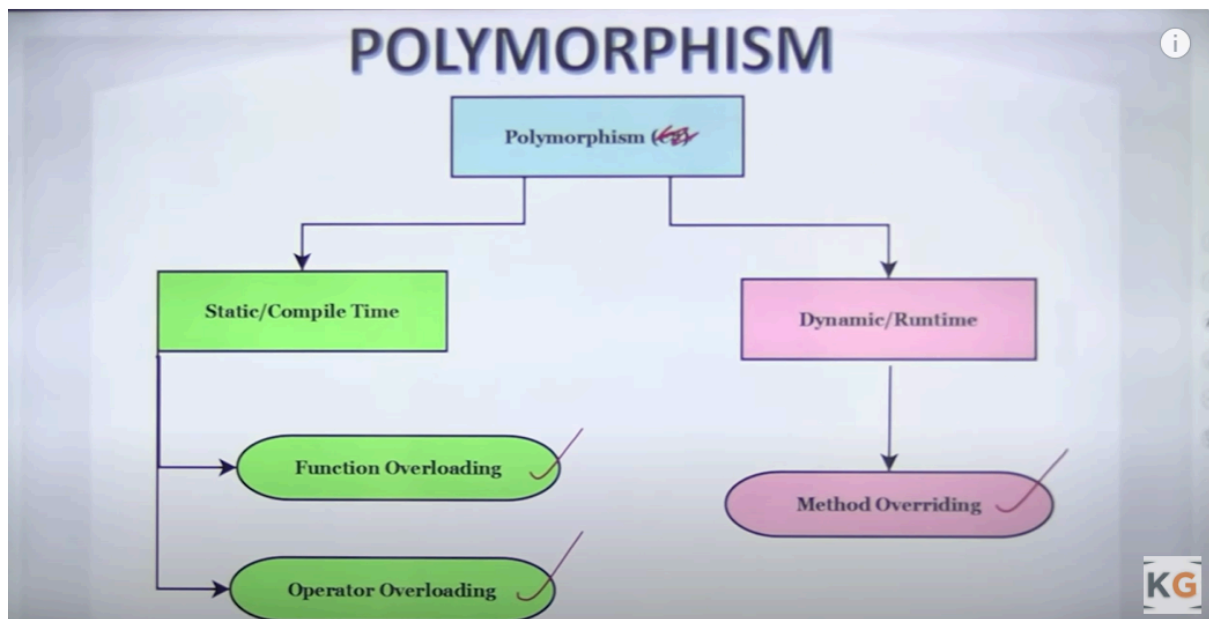 POLYMORPHISM
Polymorphism
Static/Compile Time
Dynamic/Runtime
Function Overloading
Method Overriding
Operator Overloading
KG